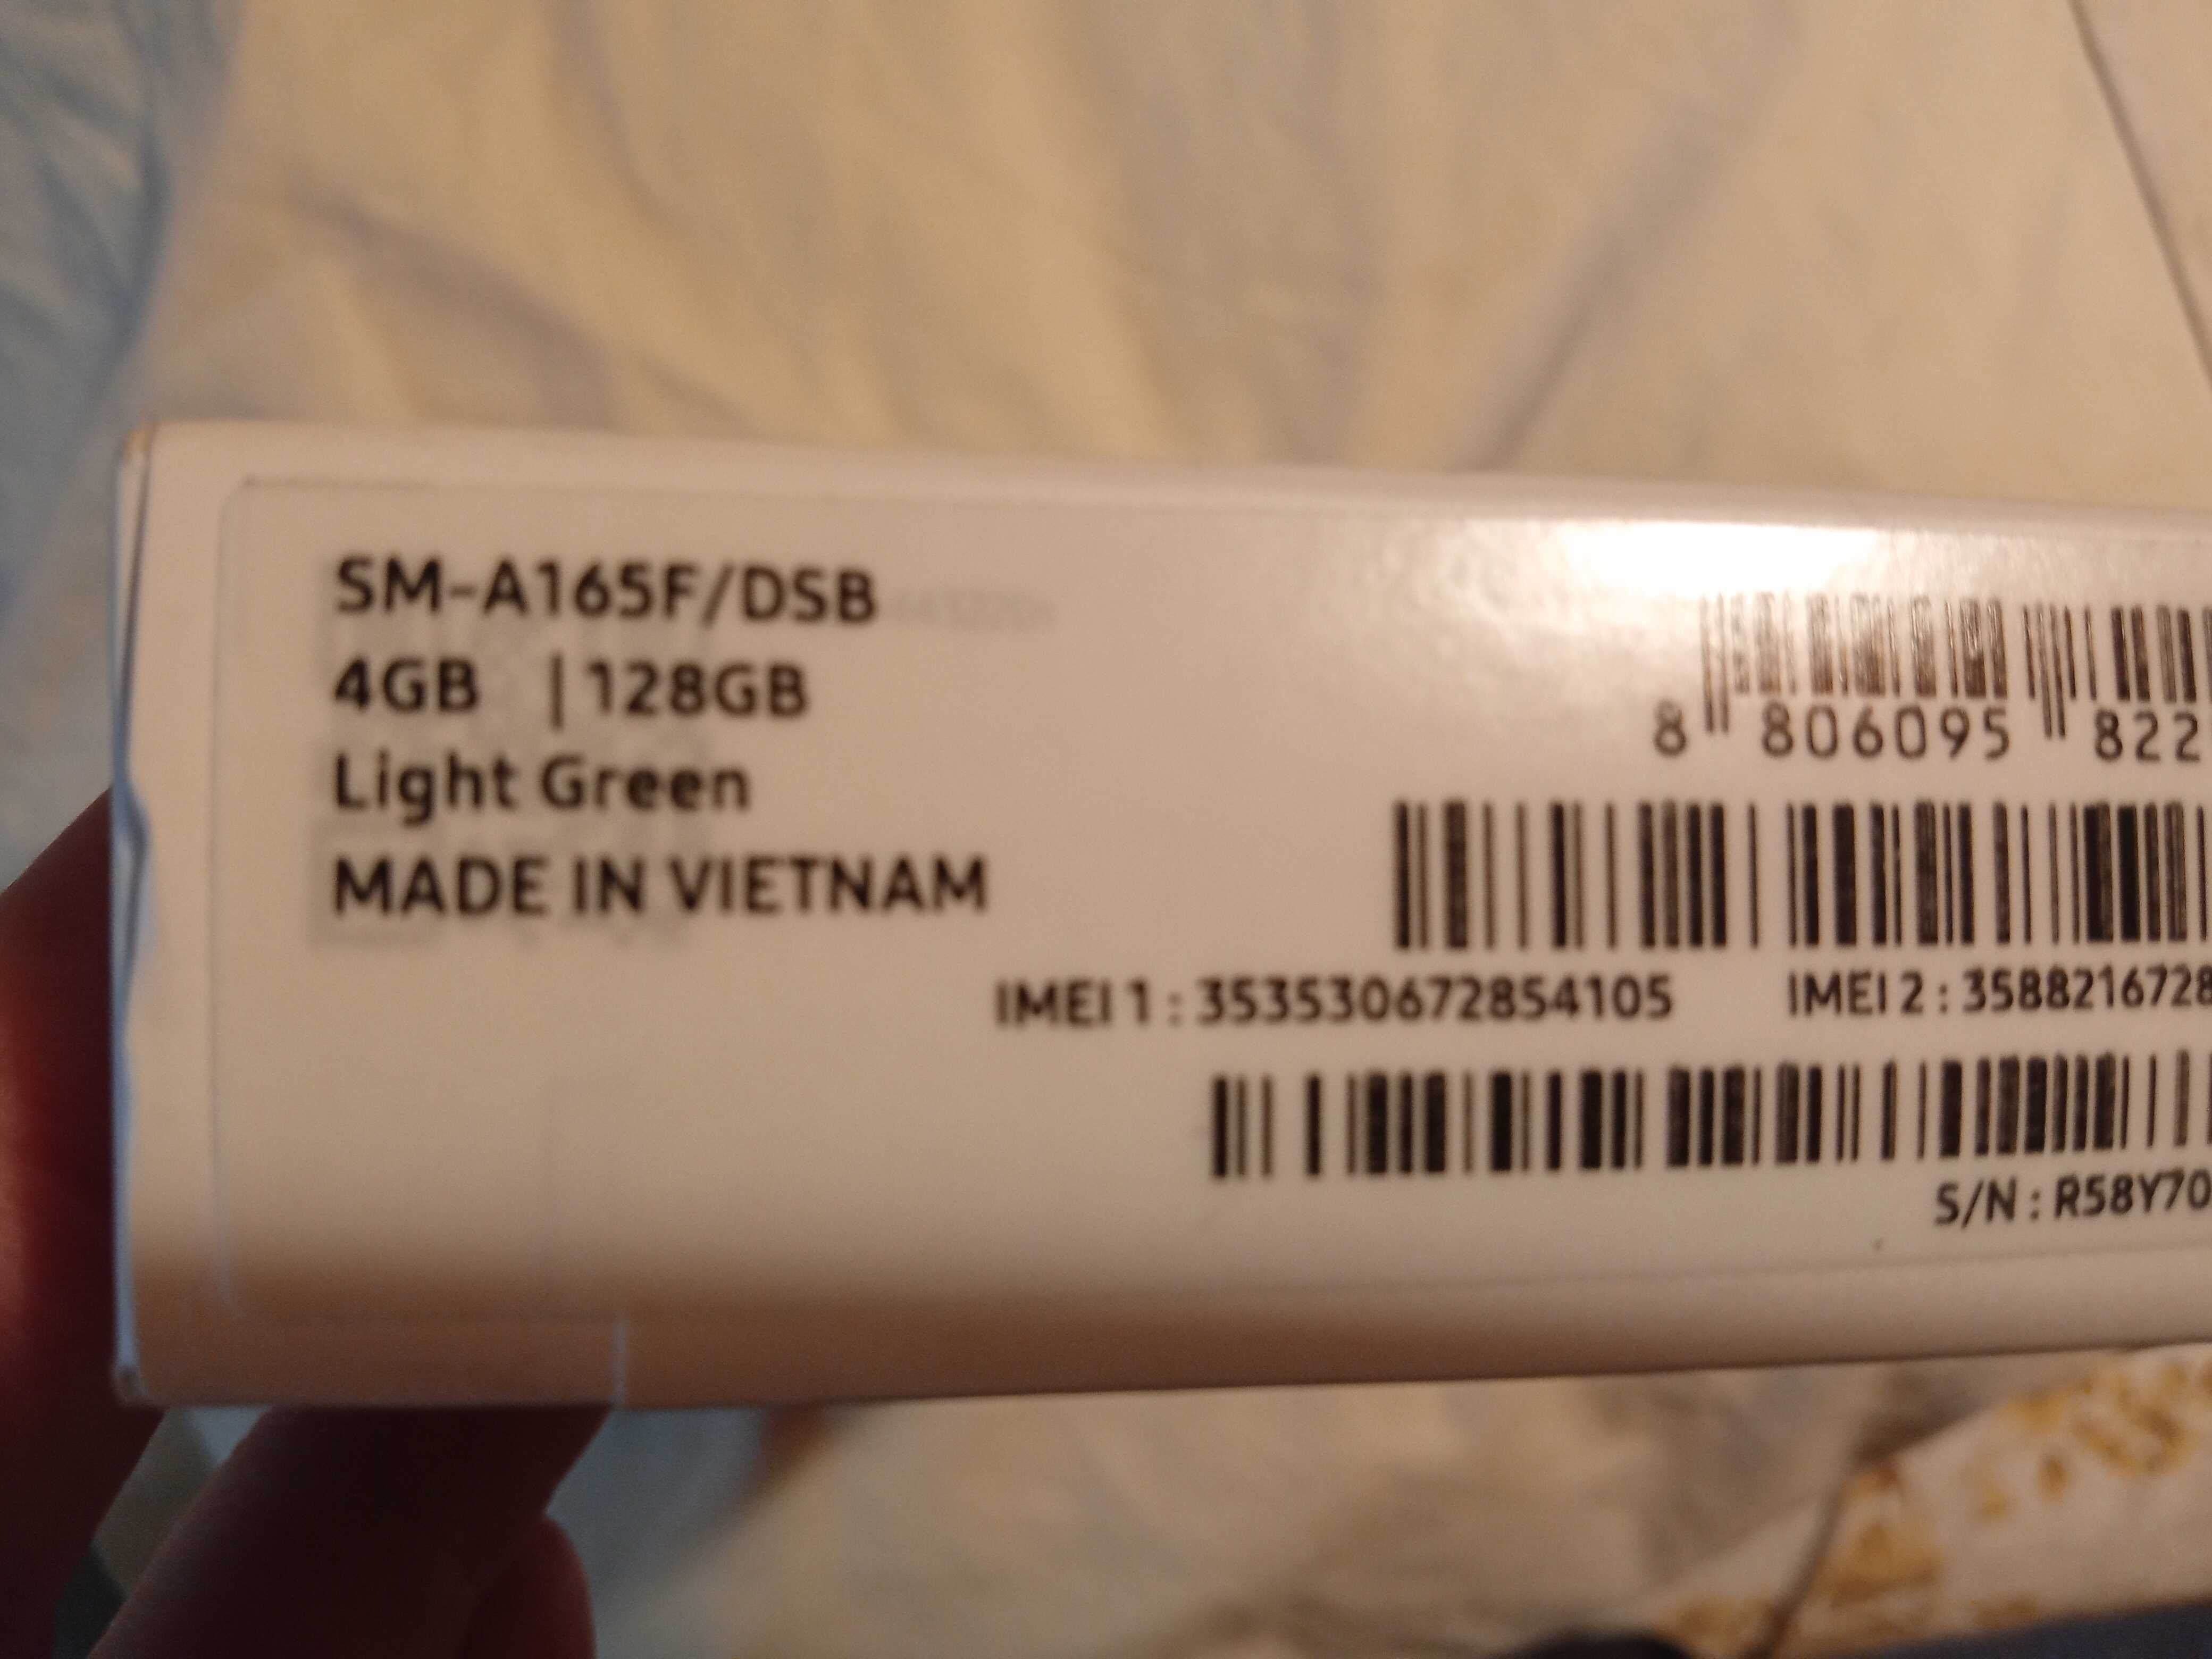 SM-A165F/DSB
4GB | 128GB
Light Green
MADE IN VIETNAM
8 806095 822
IMEI 1 : 353530672854105 IMEI 2 : 3588216728
S/N : R58Y70